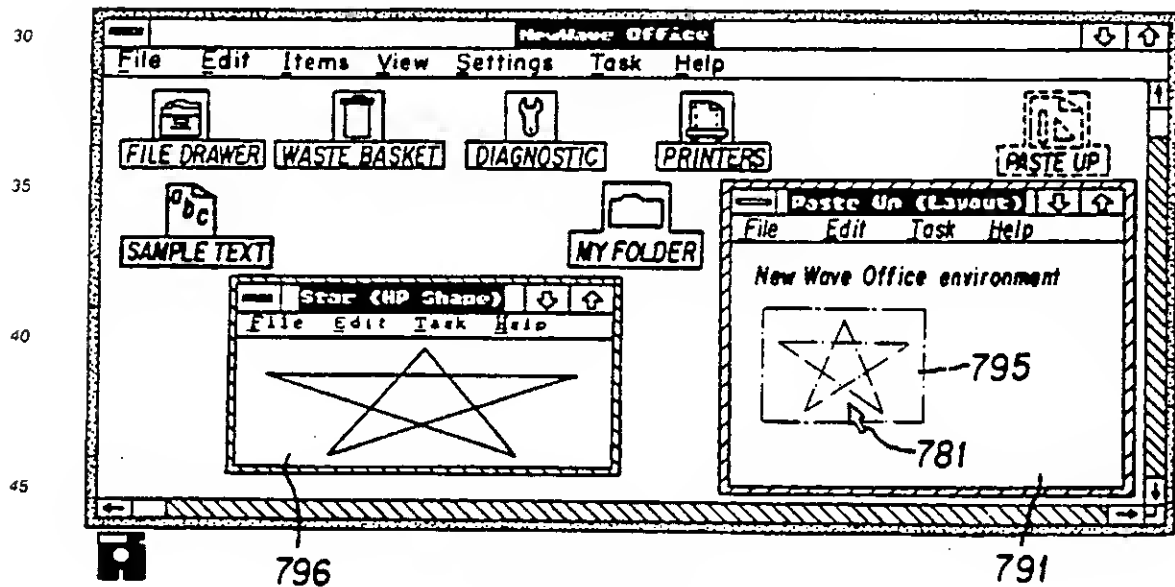 30
NewWave Office
File Edit Items View Settings Task Help
FILE DRAWER WASTE BASKET DIAGNOSTIC PRINTERS PASTE UP
35
abc
SAMPLE TEXT MY FOLDER
Paste Up (Layout)
File Edit Task Help
New Wave Office environment
Star (HP Shape)
File Edit Task Help
40
795
781
45
796 791